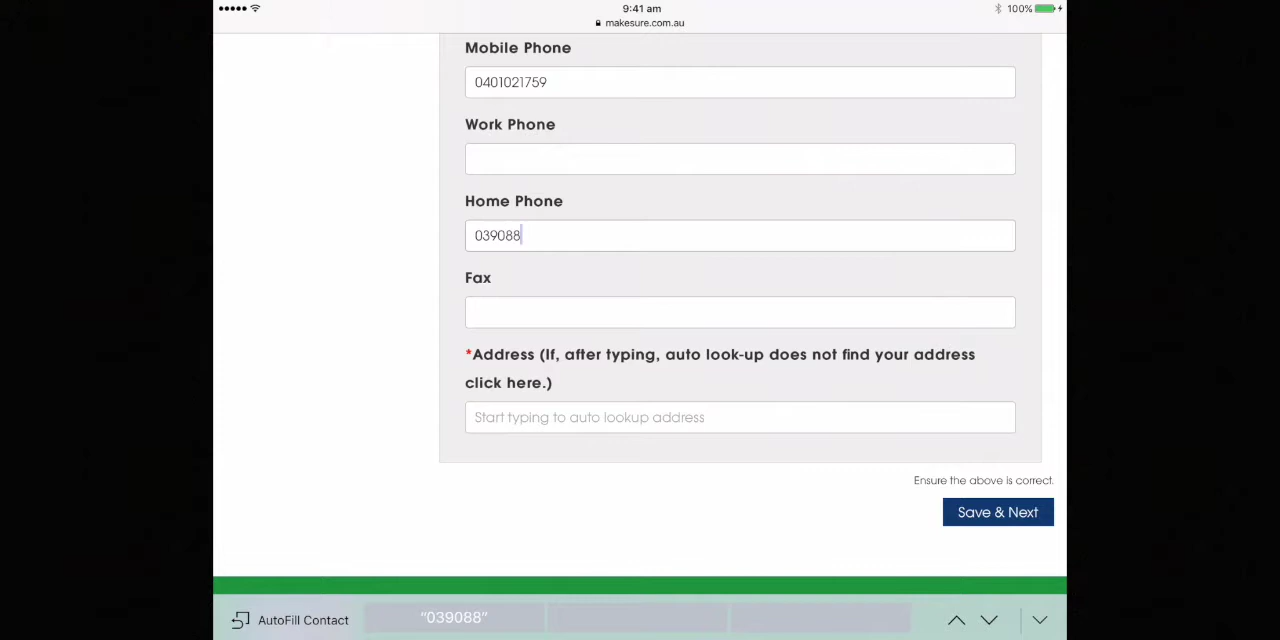 9:41 am
100%
makesure.com.au
Mobile Phone
0401021759
Work Phone
Home Phone
039088
Fax
*Address (If, after typing, auto look-up does not find your address
click here.)
Start typing to auto lookup address
Ensure the above is correct.
Save & Next
AutoFill Contact
"039088"